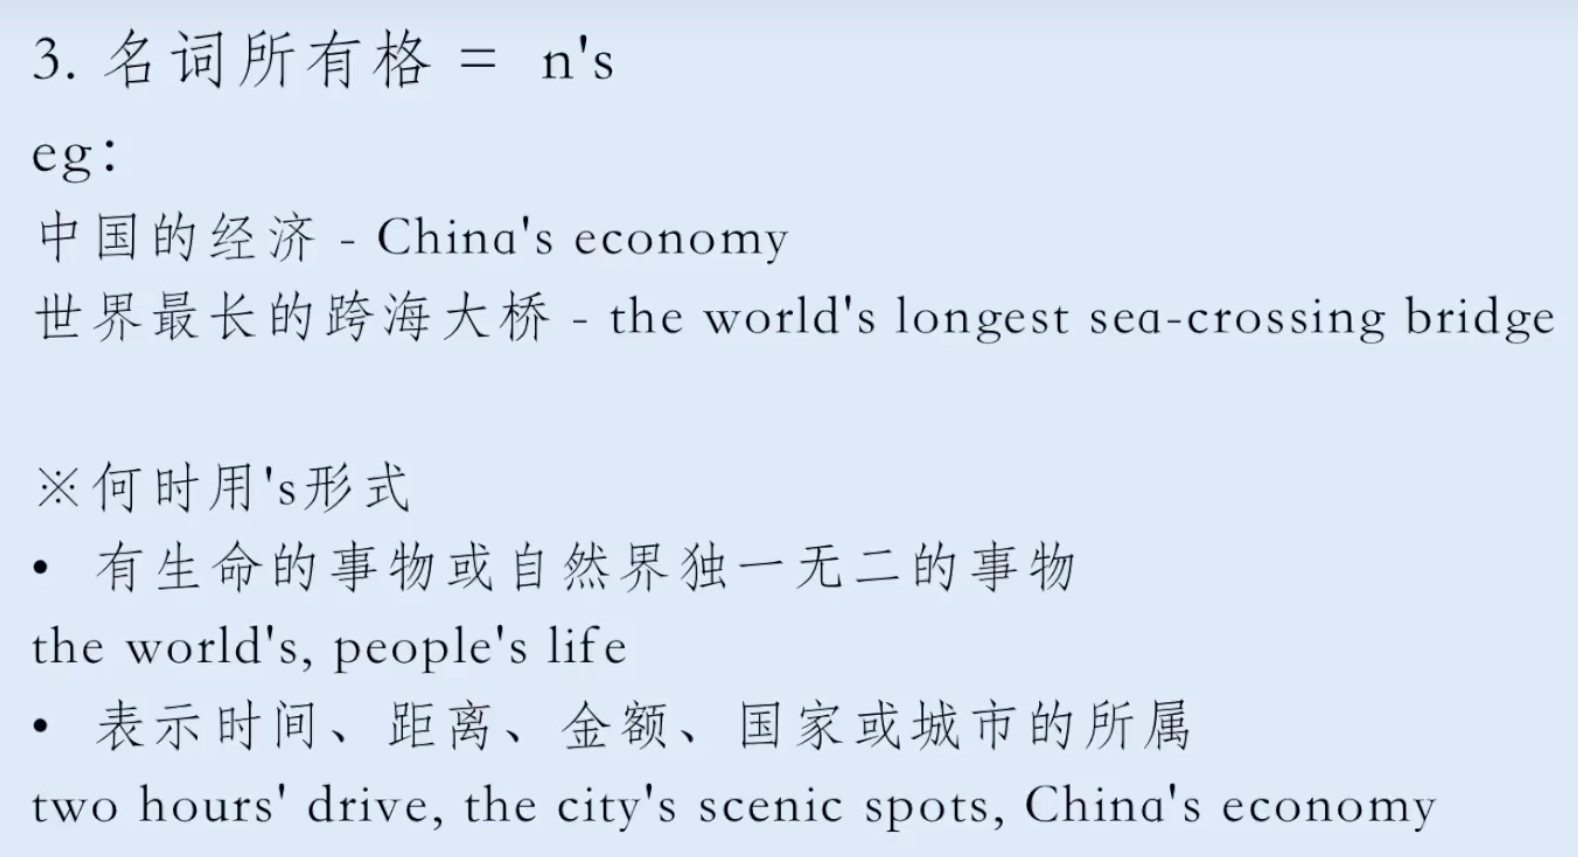 3. 名词所有格 = n's
eg：
中国的经济 - China's economy
世界最长的跨海大桥 - the world's longest sea-crossing bridge
※何时用's形式
• 有生命的事物或自然界独一无二的事物
the world's, people's life
• 表示时间、距离、金额、国家或城市的所属
two hours' drive, the city's scenic spots, China's economy